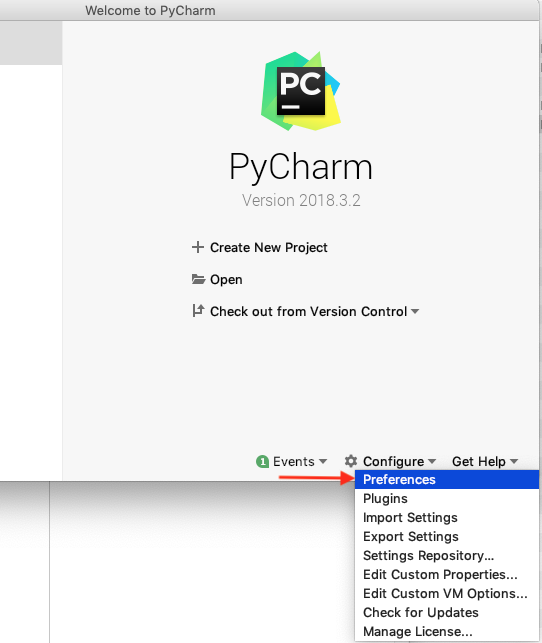 Welcome to PyCharm
PC
PyCharm
Version 2018.3.2
Create New Project
Open
Check out from Version Control
1 Events Configure Get Help
Preferences
Plugins
Import Settings
Export Settings
Settings Repository...
Edit Custom Properties...
Edit Custom VM Options...
Check for Updates
Manage License...